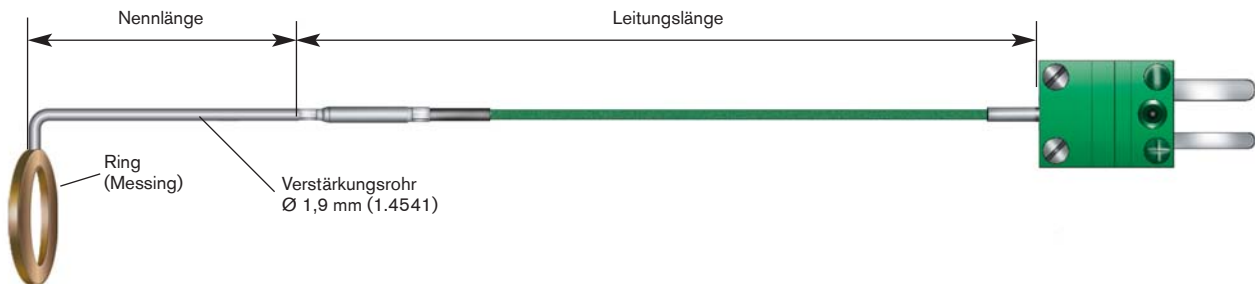 Nennlänge
Leitungslänge
Ring
(Messing)
Verstärkungsrohr
Ø 1,9 mm (1.4541)